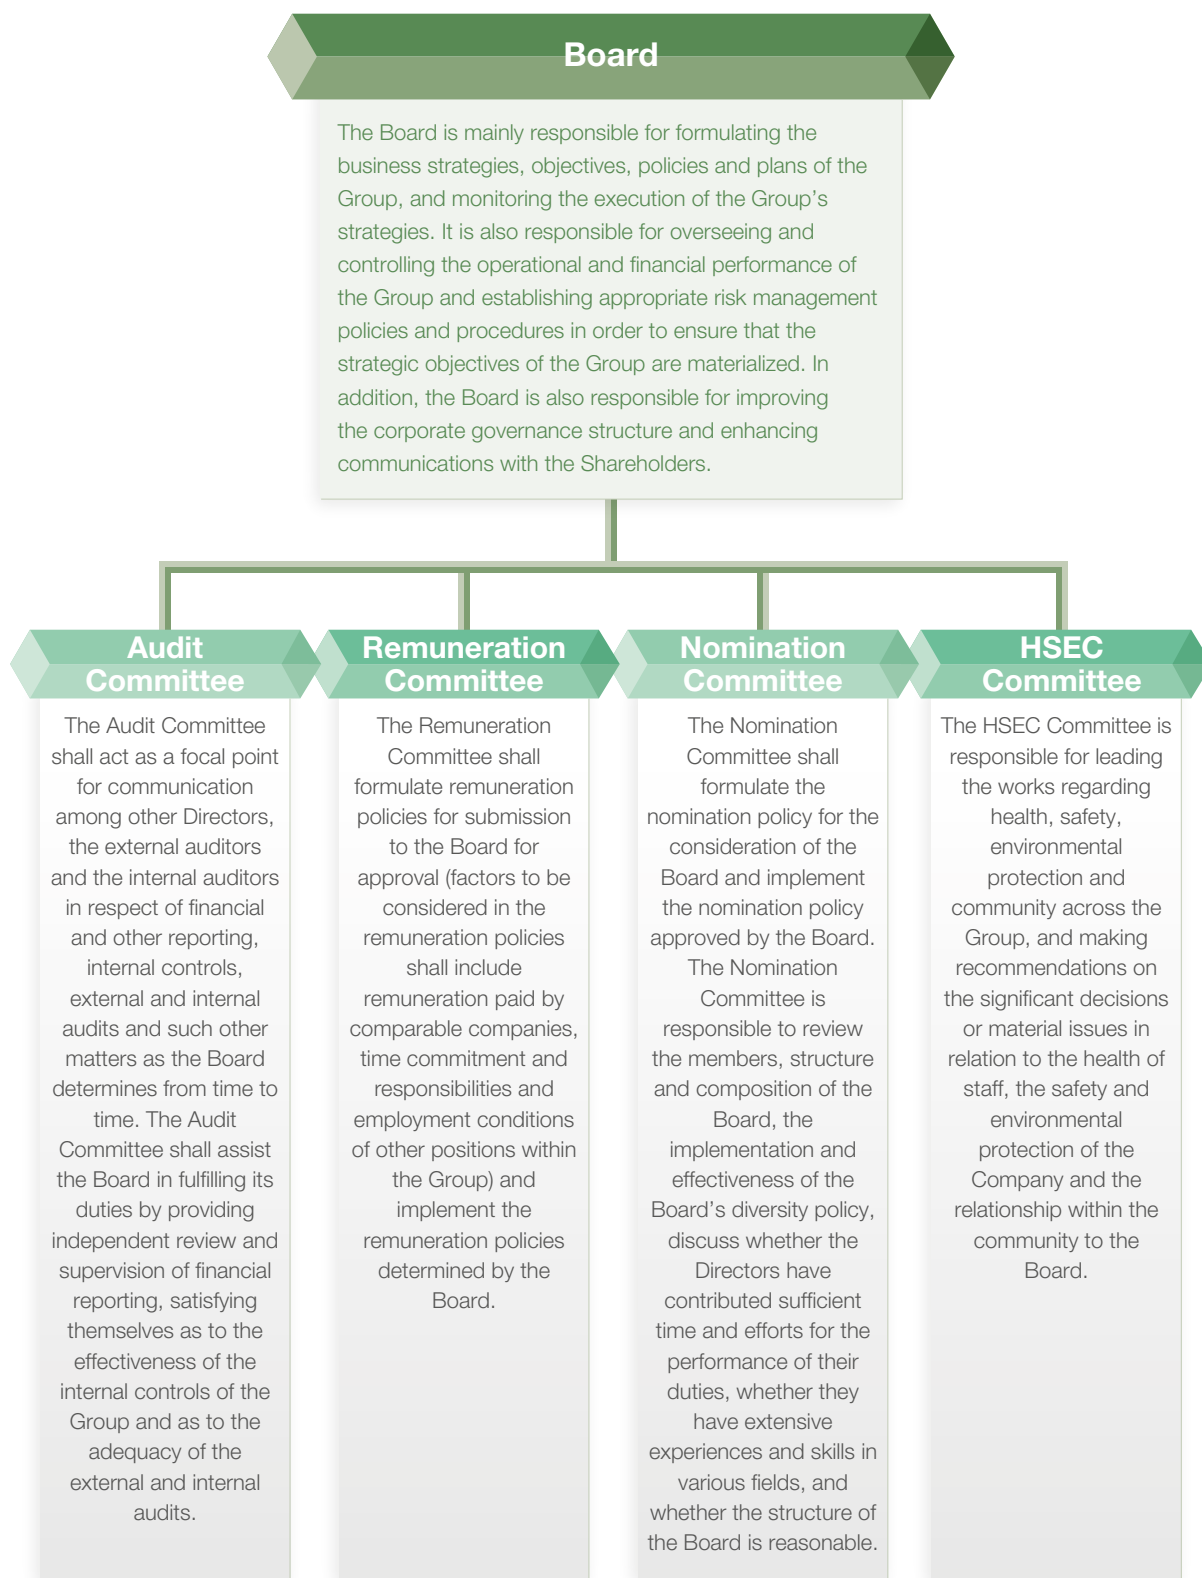 Board
The Board is mainly responsible for formulating the
business strategies, objectives, policies and plans of the
Group, and monitoring the execution of the Group’s
strategies. It is also responsible for overseeing and
controlling the operational and financial performance of
the Group and establishing appropriate risk management
policies and procedures in order to ensure that the
strategic objectives of the Group are materialized. In
addition, the Board is also responsible for improving
the corporate governance structure and enhancing
communications with the Shareholders.
Audit
Committee
The Audit Committee
shall act as a focal point
for communication
among other Directors,
the external auditors
and the internal auditors
in respect of financial
and other reporting,
internal controls,
external and internal
audits and such other
matters as the Board
determines from time to
time. The Audit
Committee shall assist
the Board in fulfilling its
duties by providing
independent review and
supervision of financial
reporting, satisfying
themselves as to the
effectiveness of the
internal controls of the
Group and as to the
adequacy of the
external and internal
audits.
Remuneration
Committee
The Remuneration
Committee shall
formulate remuneration
policies for submission
to the Board for
approval (factors to be
considered in the
remuneration policies
shall include
remuneration paid by
comparable companies,
time commitment and
responsibilities and
employment conditions
of other positions within
the Group) and
implement the
remuneration policies
determined by the
Board.
Nomination
Committee
The Nomination
Committee shall
formulate the
nomination policy for the
consideration of the
Board and implement
the nomination policy
approved by the Board.
The Nomination
Committee is
responsible to review
the members, structure
and composition of the
Board, the
implementation and
effectiveness of the
Board’s diversity policy,
discuss whether the
Directors have
contributed sufficient
time and efforts for the
performance of their
duties, whether they
have extensive
experiences and skills in
various fields, and
whether the structure of
the Board is reasonable.
HSEC
Committee
The HSEC Committee is
responsible for leading
the works regarding
health, safety,
environmental
protection and
community across the
Group, and making
recommendations on
the significant decisions
or material issues in
relation to the health of
staff, the safety and
environmental
protection of the
Company and the
relationship within the
community to the
Board.